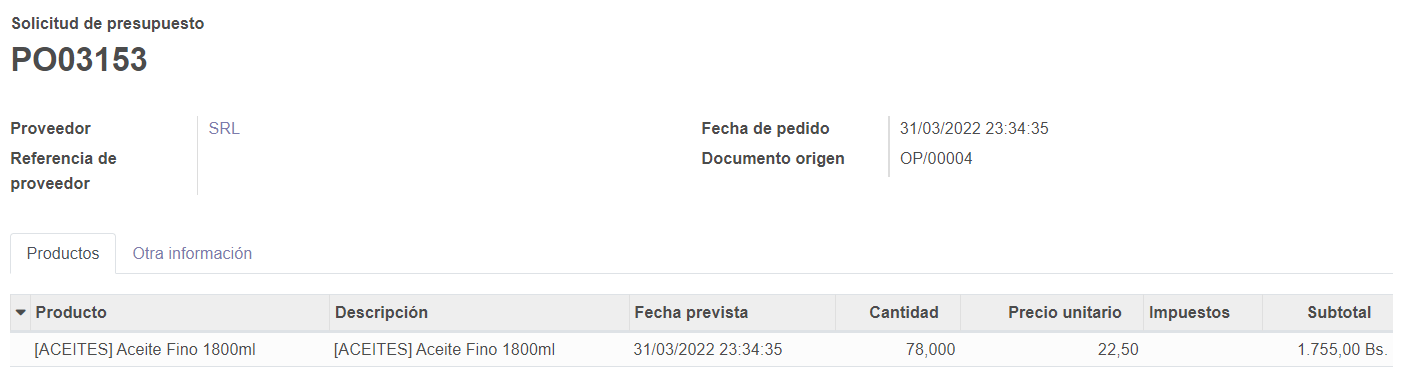 Solicitud de presupuesto
PO03153
Proveedor SRL
Referencia de
proveedor
Fecha de pedido 31/03/2022 23:34:35
Documento origen OP/00004
Productos Otra información
Producto Descripción Fecha prevista Cantidad Precio unitario Impuestos Subtotal
[ACEITES] Aceite Fino 1800ml [ACEITES] Aceite Fino 1800ml 31/03/2022 23:34:35 78,000 22,50 1.755,00 Bs.